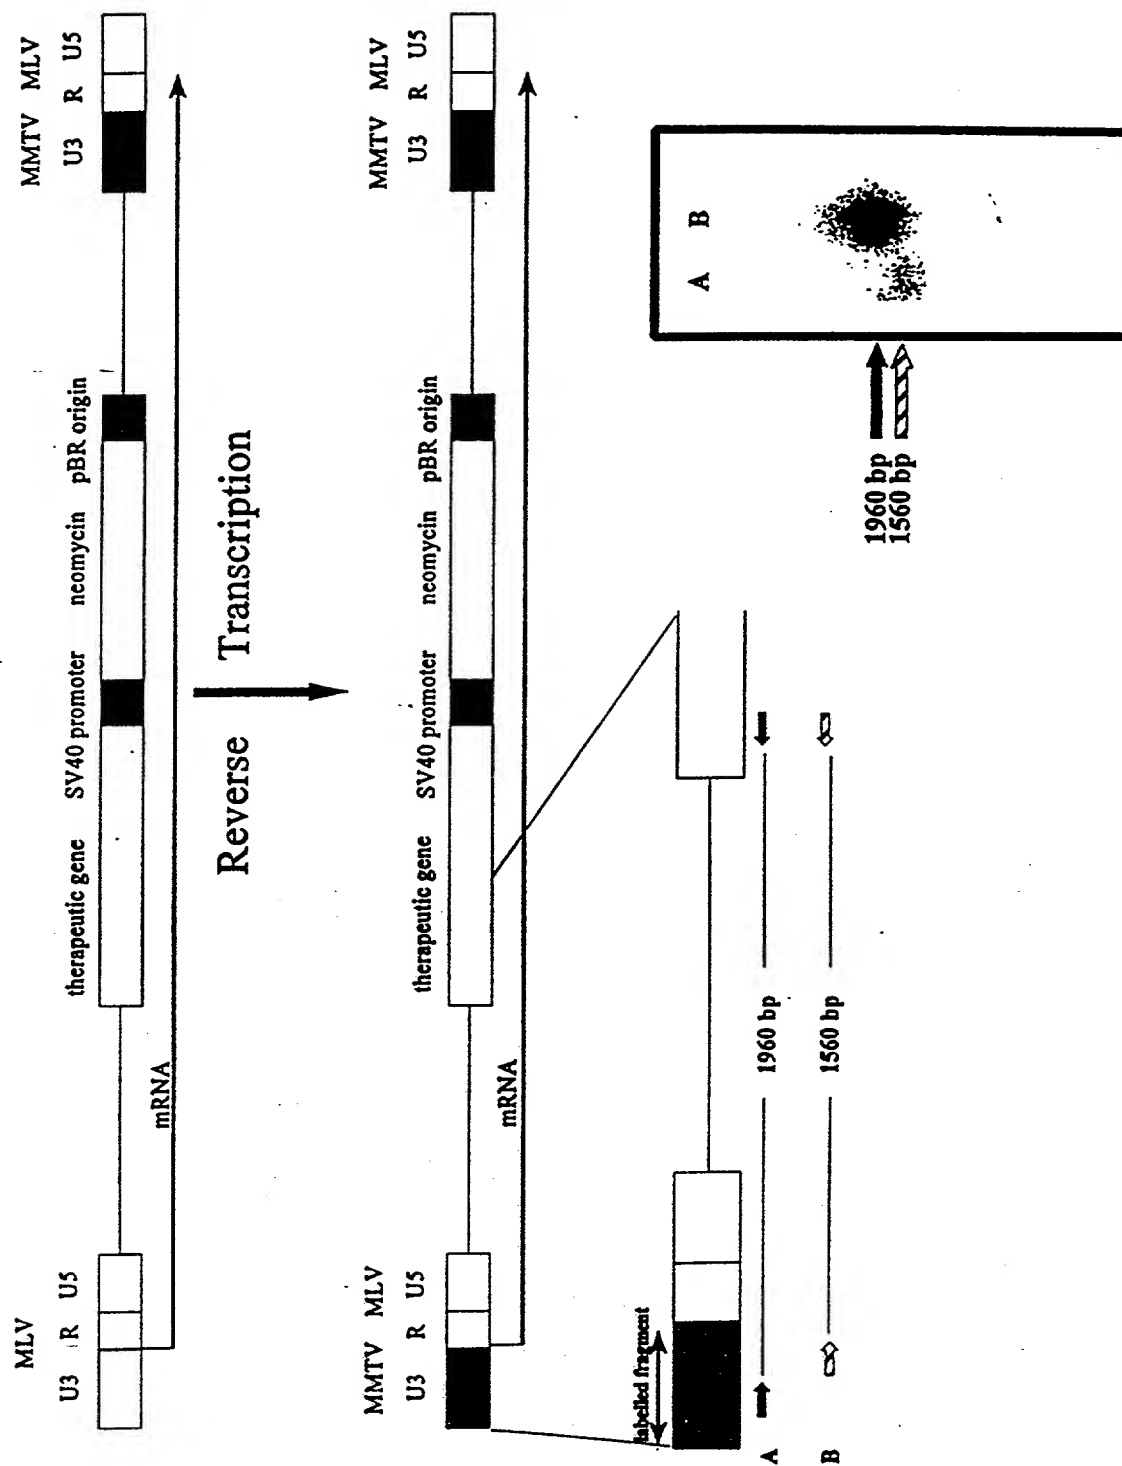 MLV MMTV MLV
U3 R U5 U3 R U5
therapeutic gene SV40 promoter neomycin pBR origin
mRNA
Reverse Transcription
MMTV MLV MMTV MLV
U3 R U5 U3 R U5
therapeutic gene SV40 promoter neomycin pBR origin
mRNA
labelled fragment
A 1960 bp
B 1560 bp
1960 bp
1560 bp
A B